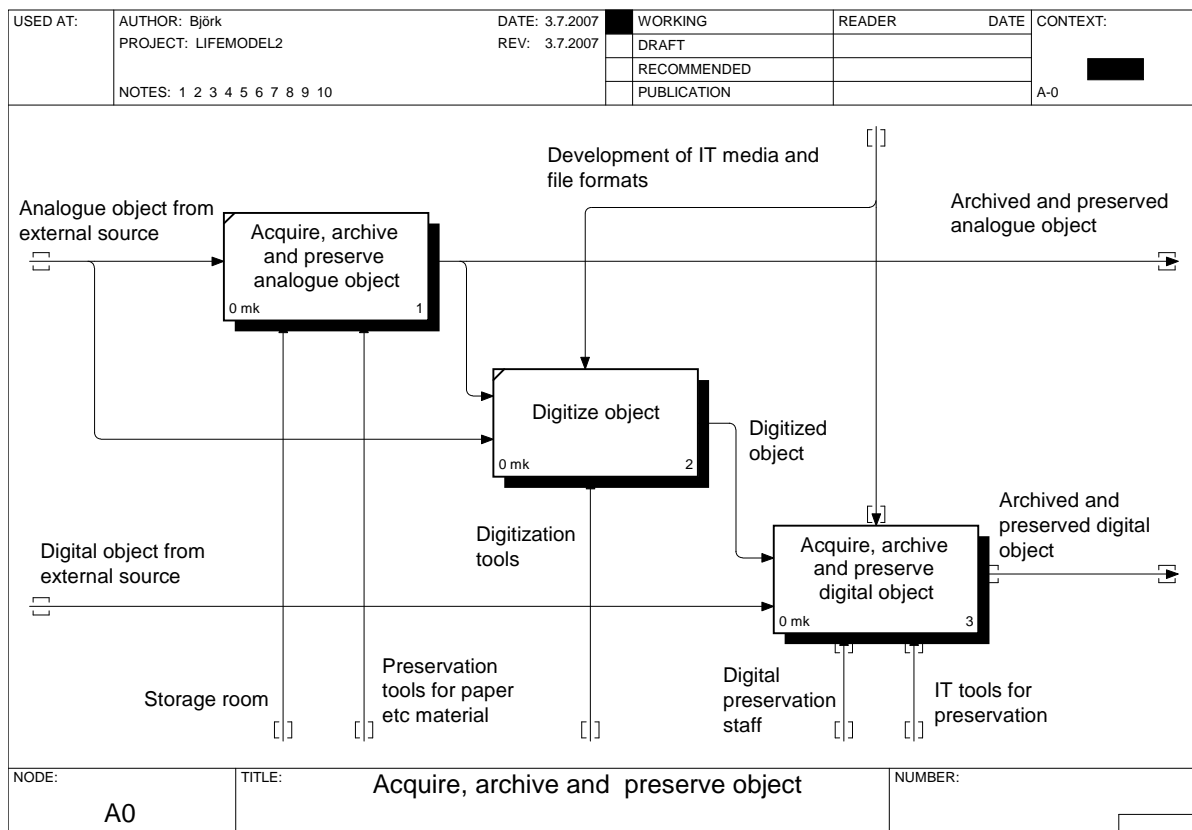 USED AT:
AUTHOR: Björk
DATE: 3.7.2007
PROJECT: LIFEMODEL2
REV: 3.7.2007
NOTES: 1 2 3 4 5 6 7 8 9 10
WORKING
DRAFT
RECOMMENDED
PUBLICATION
READER
DATE
CONTEXT:
A-0
Development of IT media and
file formats
Analogue object from
external source
Acquire, archive
and preserve
analogue object
0 mk
1
Archived and preserved
analogue object
Digitize object
0 mk
2
Digitized
object
Digitization
tools
Digital object from
external source
Acquire, archive
and preserve
digital object
0 mk
3
Archived and
preserved digital
object
Storage room
Preservation
tools for paper
etc material
Digital
preservation
staff
IT tools for
preservation
NODE:
A0
TITLE:
Acquire, archive and preserve object
NUMBER: